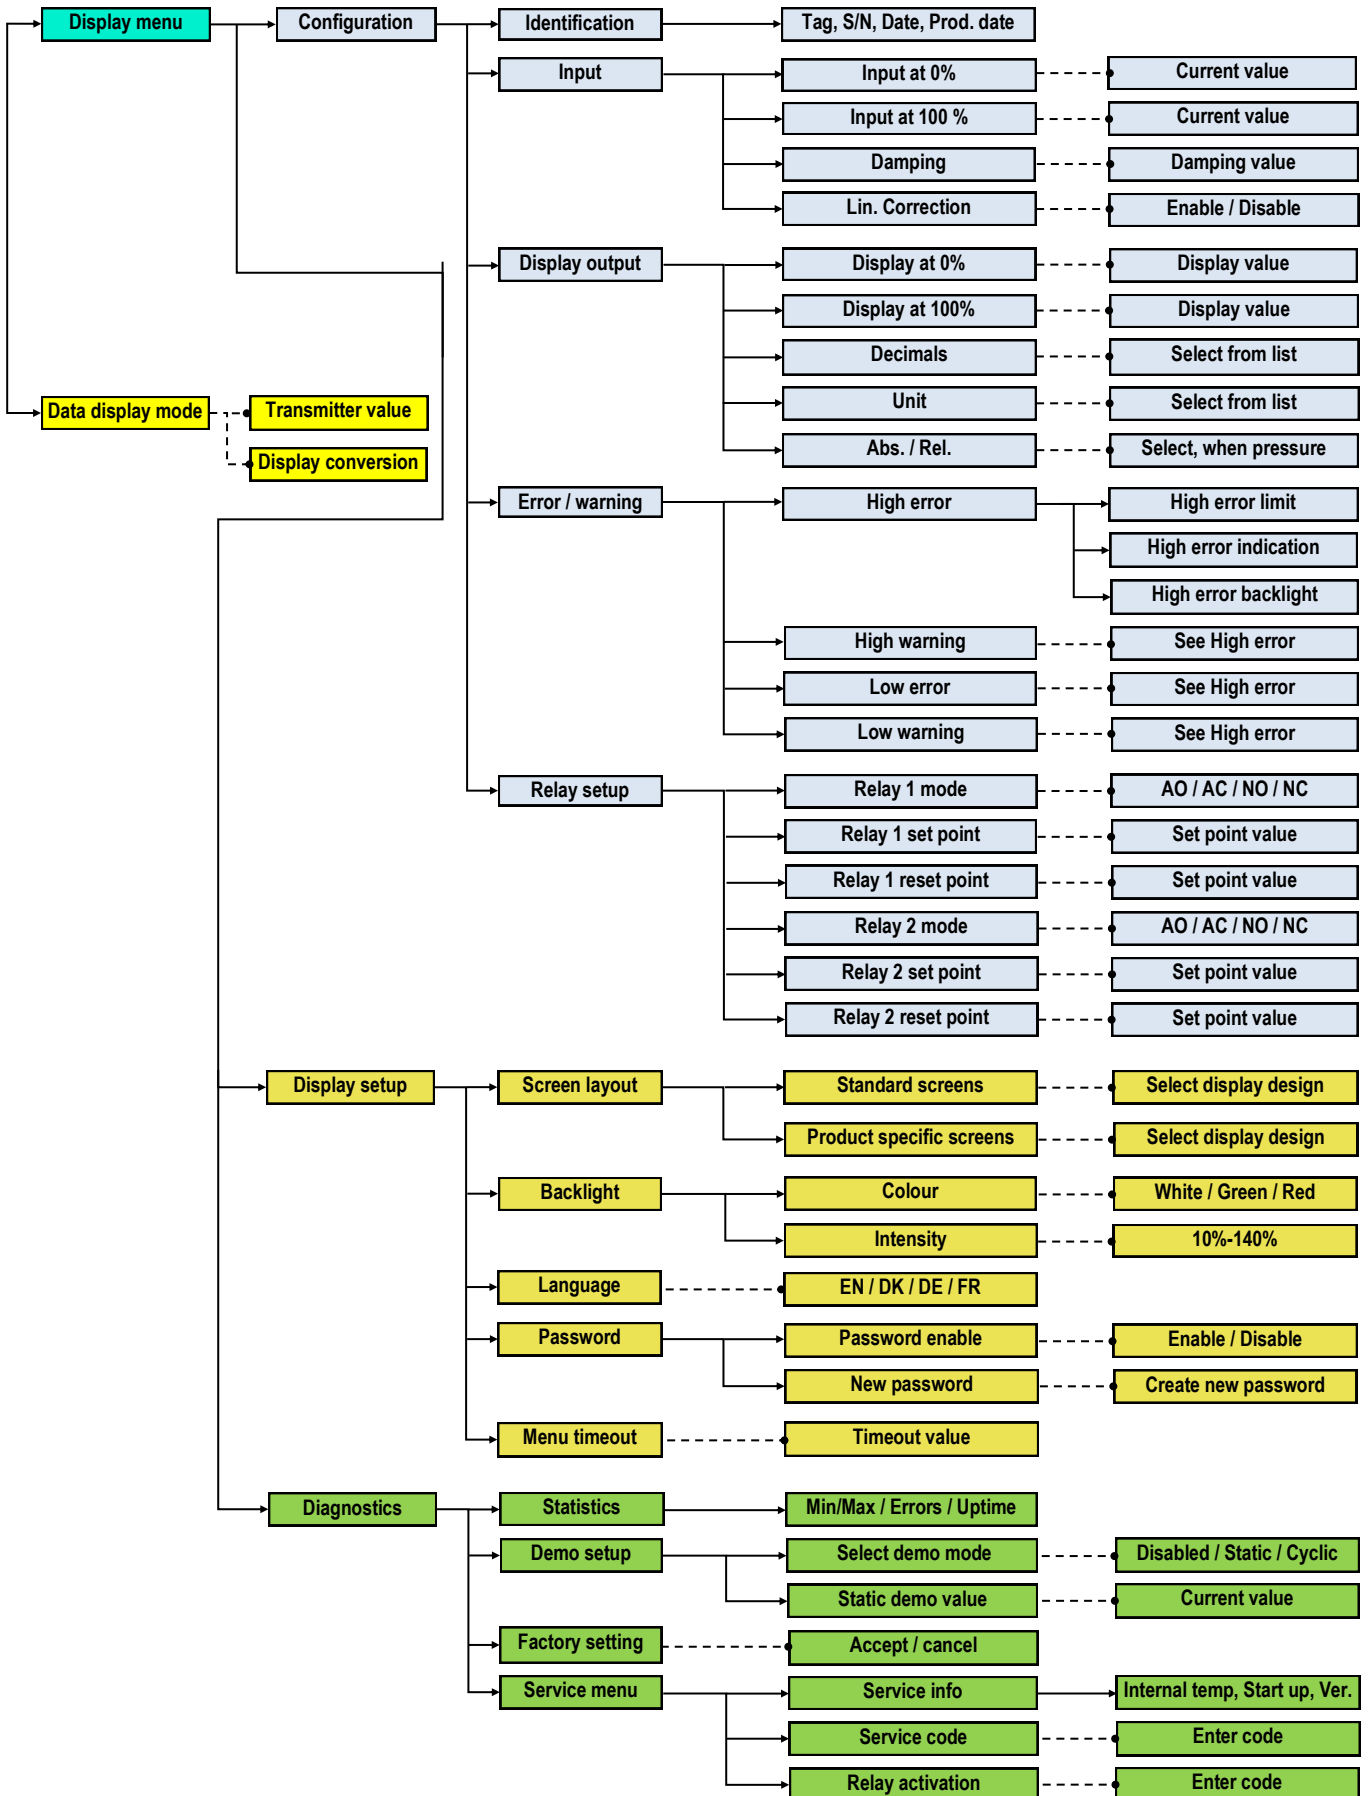 Display menu
Configuration
Identification
Tag, S/N, Date, Prod. date
Input
Input at 0%
Current value
Input at 100 %
Current value
Damping
Damping value
Lin. Correction
Enable / Disable
Display output
Display at 0%
Display value
Display at 100%
Display value
Decimals
Select from list
Unit
Select from list
Abs. / Rel.
Select, when pressure
Data display mode
Transmitter value
Display conversion
Error / warning
High error
High error limit
High error indication
High error backlight
High warning
See High error
Low error
See High error
Low warning
See High error
Relay setup
Relay 1 mode
AO / AC / NO / NC
Relay 1 set point
Set point value
Relay 1 reset point
Set point value
Relay 2 mode
AO / AC / NO / NC
Relay 2 set point
Set point value
Relay 2 reset point
Set point value
Display setup
Screen layout
Standard screens
Select display design
Product specific screens
Select display design
Backlight
Colour
White / Green / Red
Intensity
10%-140%
Language
EN / DK / DE / FR
Password
Password enable
Enable / Disable
New password
Create new password
Menu timeout
Timeout value
Diagnostics
Statistics
Min/Max / Errors / Uptime
Demo setup
Select demo mode
Disabled / Static / Cyclic
Static demo value
Current value
Factory setting
Accept / cancel
Service menu
Service info
Internal temp, Start up, Ver.
Service code
Enter code
Relay activation
Enter code